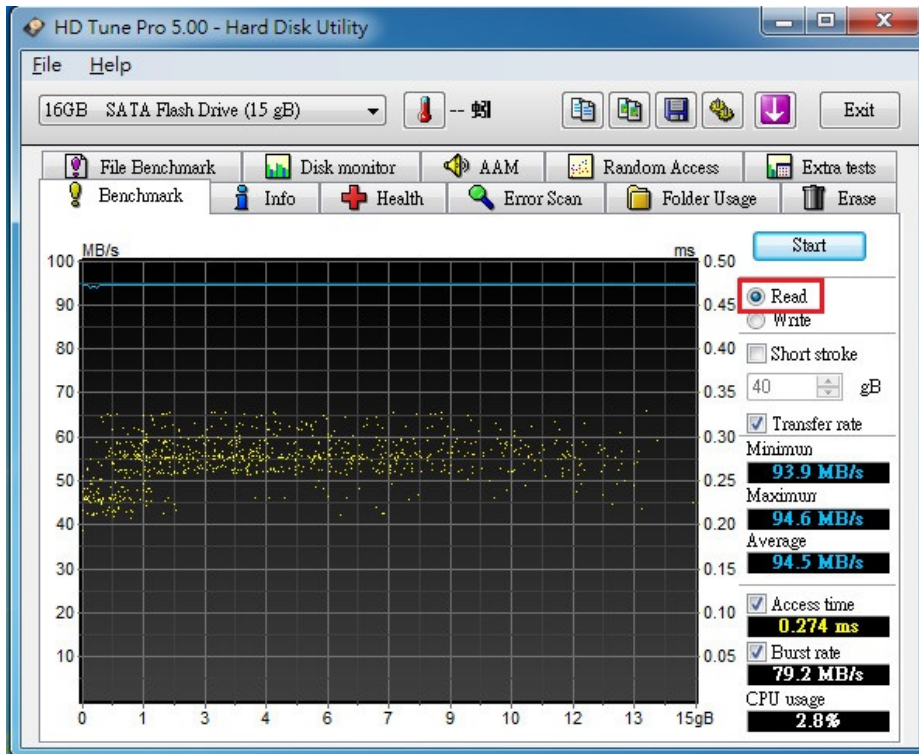 HD Tune Pro 5.00 - Hard Disk Utility
File Help
16GB SATA Flash Drive (15 gB)
-- 蚓
Exit
File Benchmark
Disk monitor
AAM
Random Access
Extra tests
Benchmark
Info
Health
Error Scan
Folder Usage
Erase
MB/s
ms
100
90
80
70
60
50
40
30
20
10
0.50
0.45
0.40
0.35
0.30
0.25
0.20
0.15
0.10
0.05
0 1 3 4 6 7 9 10 12 13 15gB
Start
Read
Write
Short stroke
40 gB
Transfer rate
Minimun
93.9 MB/s
Maximum
94.6 MB/s
Average
94.5 MB/s
Access time
0.274 ms
Burst rate
79.2 MB/s
CPU usage
2.8%